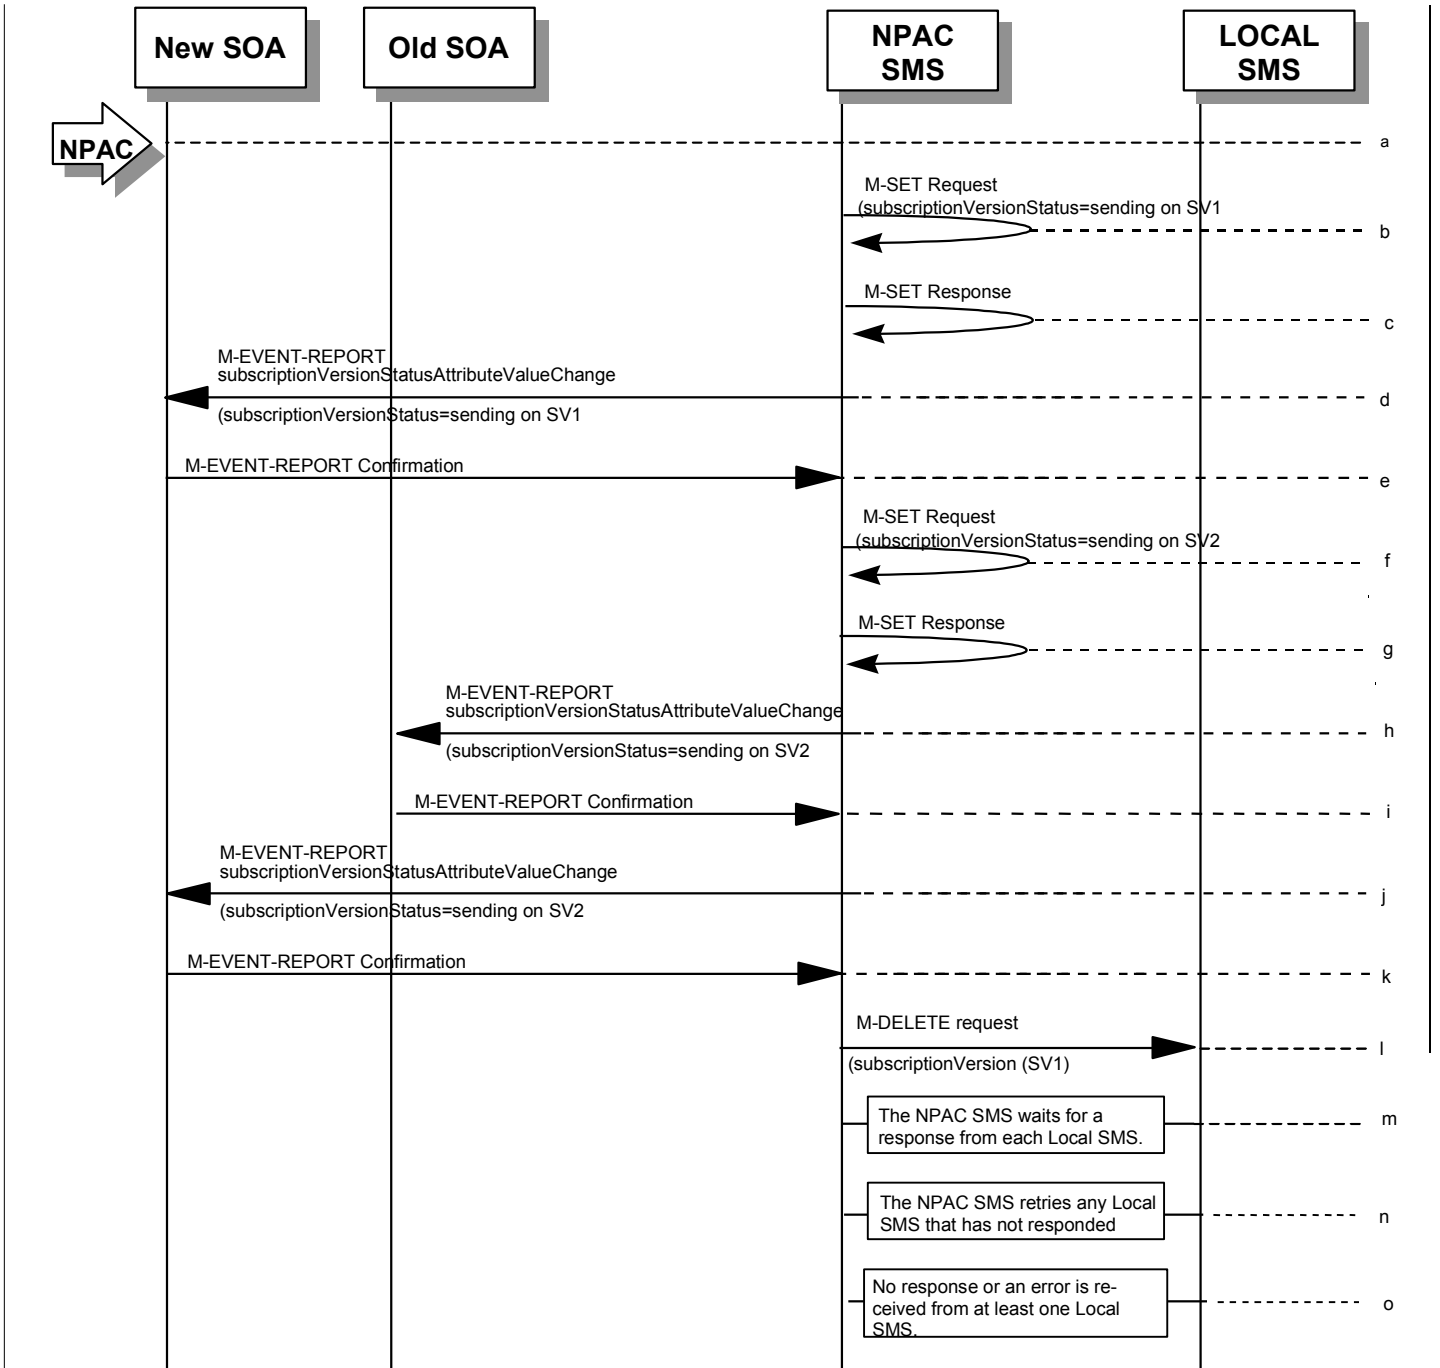 New SOA
Old SOA
NPAC
SMS
LOCAL
SMS
NPAC
a
M-SET Request
(subscriptionVersionStatus=sending on SV1
b
M-SET Response
c
M-EVENT-REPORT
subscriptionVersionStatusAttributeValueChange
(subscriptionVersionStatus=sending on SV1
d
M-EVENT-REPORT Confirmation
e
M-SET Request
(subscriptionVersionStatus=sending on SV2
f
M-SET Response
g
M-EVENT-REPORT
subscriptionVersionStatusAttributeValueChange
(subscriptionVersionStatus=sending on SV2
h
M-EVENT-REPORT Confirmation
i
M-EVENT-REPORT
subscriptionVersionStatusAttributeValueChange
(subscriptionVersionStatus=sending on SV2
j
M-EVENT-REPORT Confirmation
k
M-DELETE request
(subscriptionVersion (SV1)
l
The NPAC SMS waits for a
response from each Local SMS.
m
The NPAC SMS retries any Local
SMS that has not responded
n
No response or an error is re-
ceived from at least one Local
SMS.
o